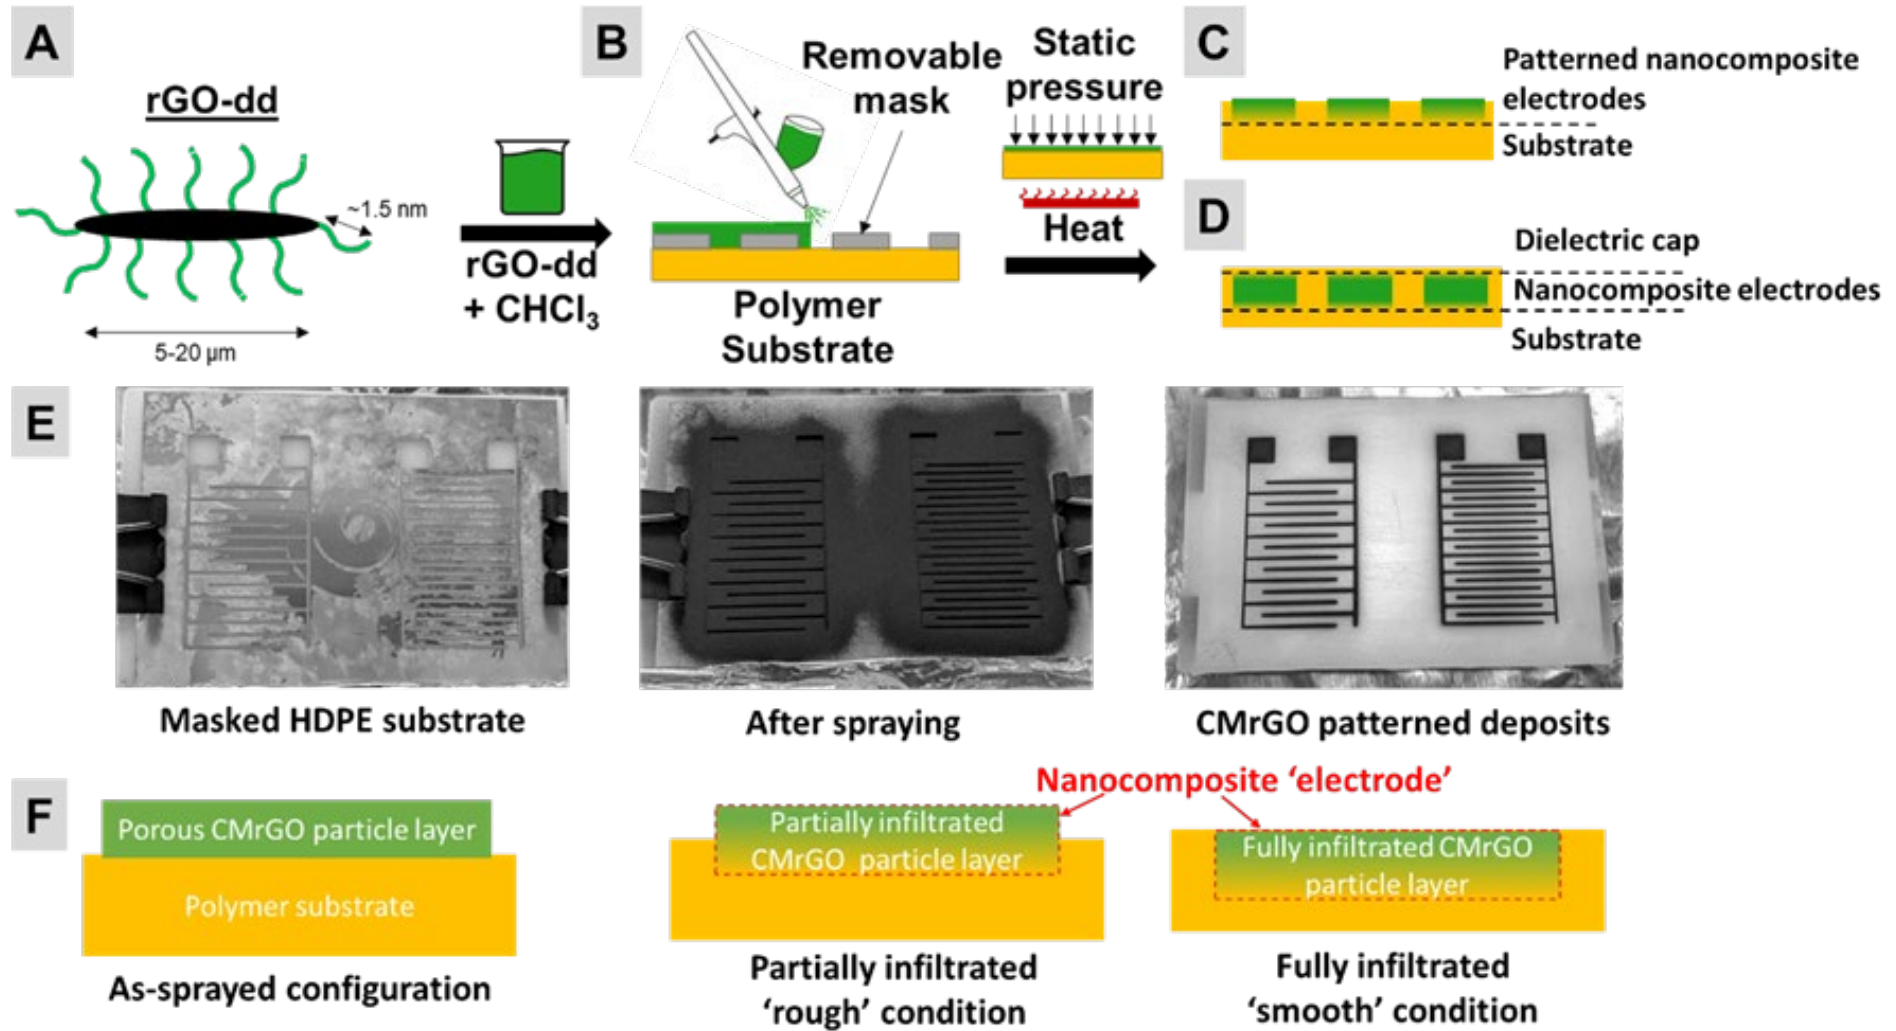 A
rGO-dd
~1.5 nm
5-20 µm
rGO-dd
+ CHCl₃
B
Removable
mask
Polymer
Substrate
Static
pressure
Heat
C
Patterned nanocomposite
electrodes
Substrate
D
Dielectric cap
Nanocomposite electrodes
Substrate
E
Masked HDPE substrate
After spraying
CMrGO patterned deposits
F
Porous CMrGO particle layer
Polymer substrate
As-sprayed configuration
Nanocomposite ‘electrode’
Partially infiltrated
CMrGO particle layer
Partially infiltrated
‘rough’ condition
Fully infiltrated CMrGO
particle layer
Fully infiltrated
‘smooth’ condition